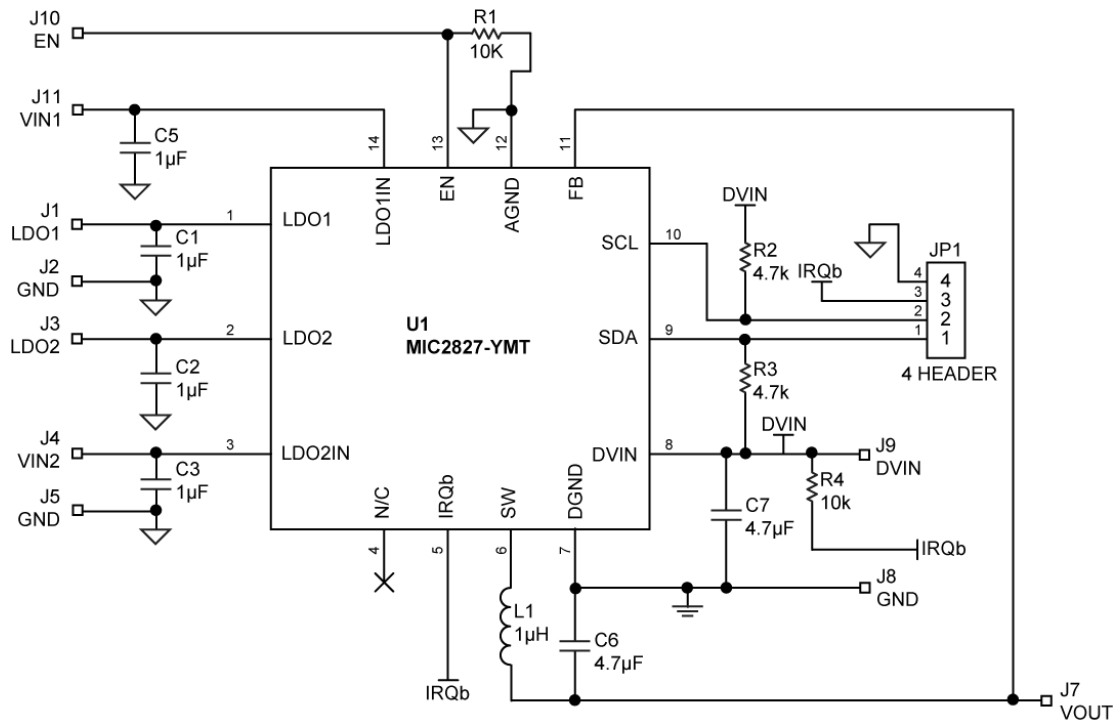 J10
EN
R1
10K
J11
VIN1
C5
1µF
14
13
12
11
LDO1IN
EN
AGND
FB
J1
LDO1
1
LDO1
C1
1µF
J2
GND
J3
LDO2
2
LDO2
C2
1µF
J4
VIN2
3
LDO2IN
C3
1µF
J5
GND
U1
MIC2827-YMT
SCL
10
SDA
9
DVIN
8
DVIN
R2
4.7k
IRQb
JP1
4
3
2
1
4
3
2
1
4 HEADER
R3
4.7k
DVIN
J9
DVIN
R4
10k
C7
4.7µF
IRQb
N/C
IRQb
SW
DGND
4
5
6
7
J8
GND
L1
1µH
C6
4.7µF
IRQb
J7
VOUT